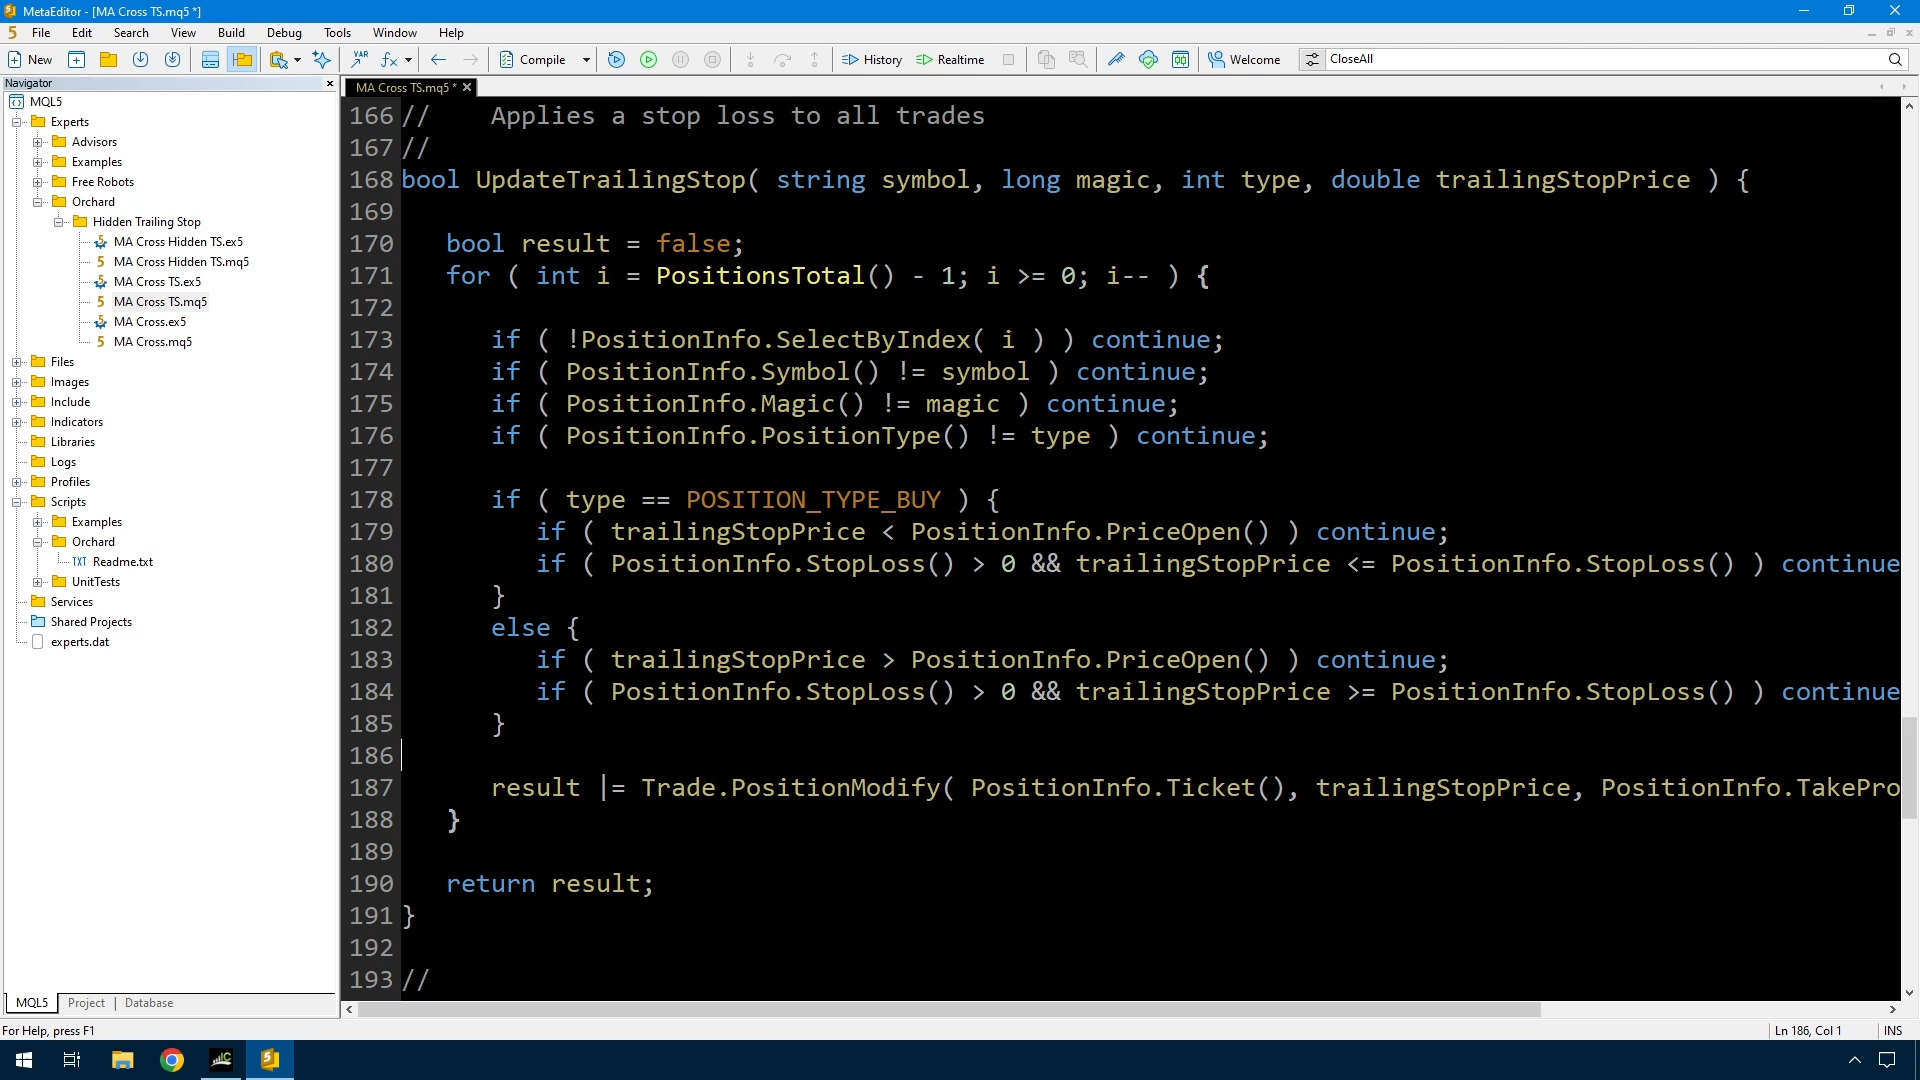 MetaEditor - [MA Cross TS.mq5 *]
File Edit Search View Build Debug Tools Window Help
New Compile History Realtime Welcome CloseAll
Navigator
MQL5
Experts
Advisors
Examples
Free Robots
Orchard
Hidden Trailing Stop
MA Cross Hidden TS.ex5
MA Cross Hidden TS.mq5
MA Cross TS.ex5
MA Cross TS.mq5
MA Cross.ex5
MA Cross.mq5
Files
Images
Include
Indicators
Libraries
Logs
Profiles
Scripts
Examples
Orchard
Readme.txt
UnitTests
Services
Shared Projects
experts.dat
MQL5 Project Database
MA Cross TS.mq5 *
166 //    Applies a stop loss to all trades
167 //
168 bool UpdateTrailingStop( string symbol, long magic, int type, double trailingStopPrice ) {
169
170    bool result = false;
171    for ( int i = PositionsTotal() - 1; i >= 0; i-- ) {
172
173       if ( !PositionInfo.SelectByIndex( i ) ) continue;
174       if ( PositionInfo.Symbol() != symbol ) continue;
175       if ( PositionInfo.Magic() != magic ) continue;
176       if ( PositionInfo.PositionType() != type ) continue;
177
178       if ( type == POSITION_TYPE_BUY ) {
179          if ( trailingStopPrice < PositionInfo.PriceOpen() ) continue;
180          if ( PositionInfo.StopLoss() > 0 && trailingStopPrice <= PositionInfo.StopLoss() ) continue
181       }
182       else {
183          if ( trailingStopPrice > PositionInfo.PriceOpen() ) continue;
184          if ( PositionInfo.StopLoss() > 0 && trailingStopPrice >= PositionInfo.StopLoss() ) continue
185       }
186
187       result |= Trade.PositionModify( PositionInfo.Ticket(), trailingStopPrice, PositionInfo.TakePro
188    }
189
190    return result;
191 }
192
193 //
For Help, press F1
Ln 186, Col 1 INS